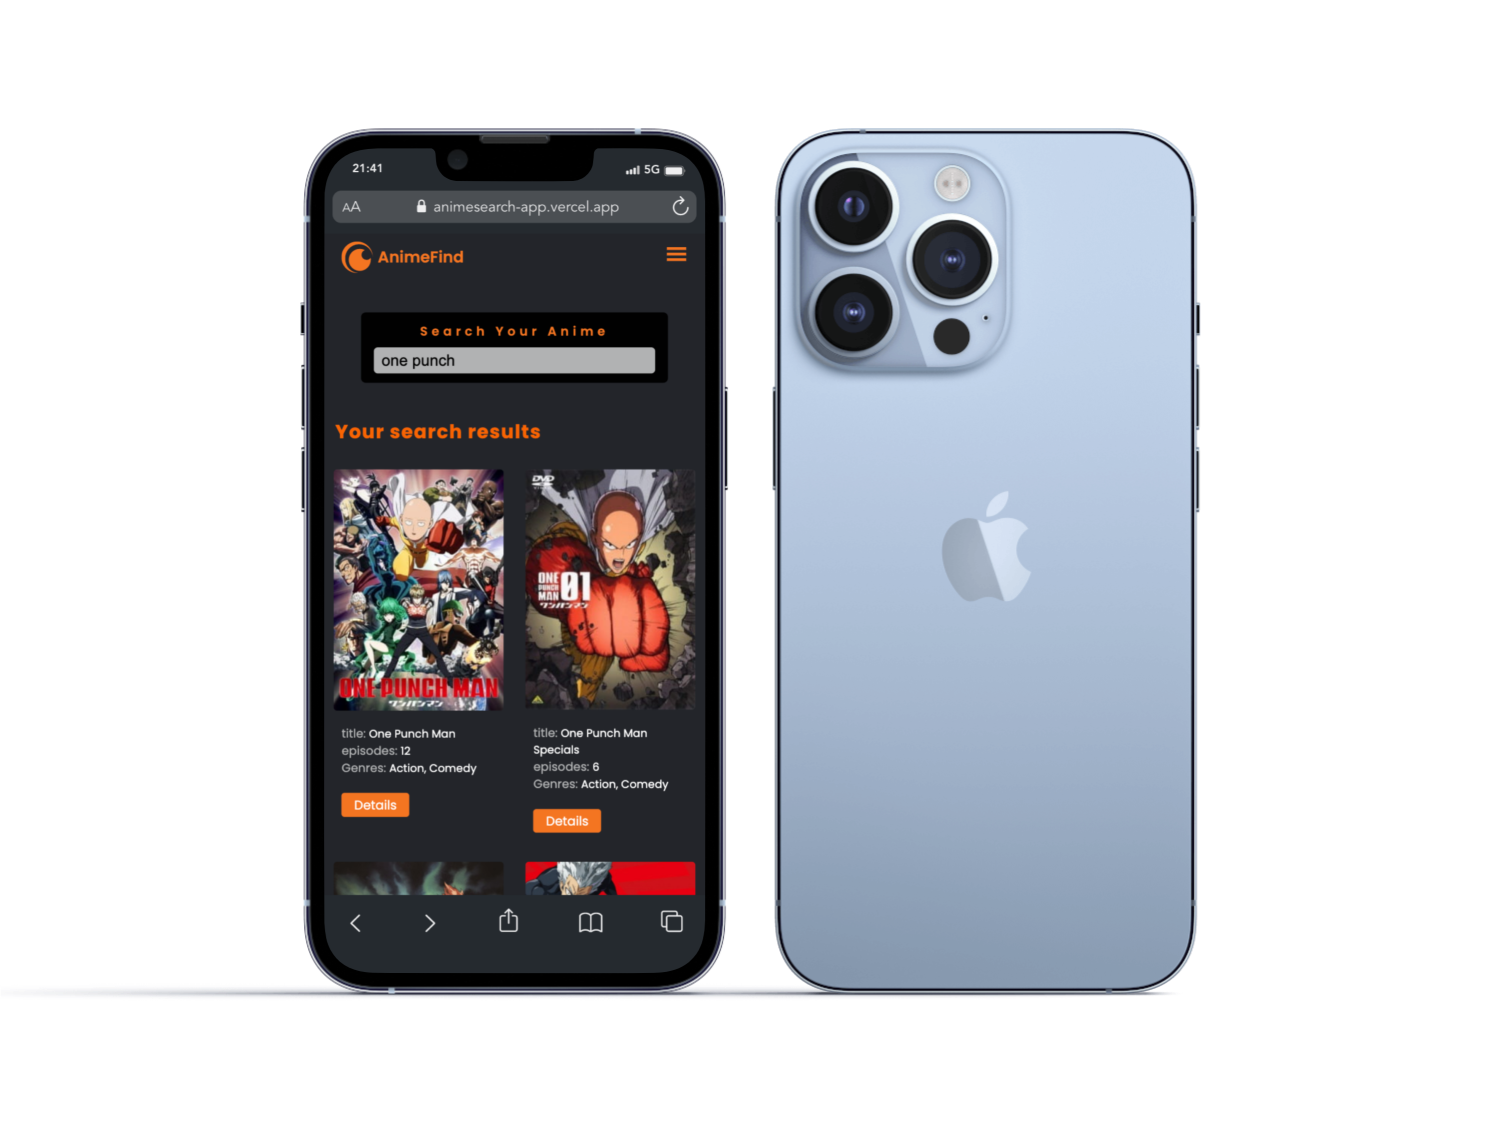 21:41
5G
AA
animesearch-app.vercel.app
AnimeFind
Search Your Anime
one punch
Your search results
ONE PUNCH MAN
ワンパンマン
DVD
ONE
PUNCH
MAN 01
ワンパンマン
title: One Punch Man
episodes: 12
Genres: Action, Comedy
Details
title: One Punch Man
Specials
episodes: 6
Genres: Action, Comedy
Details